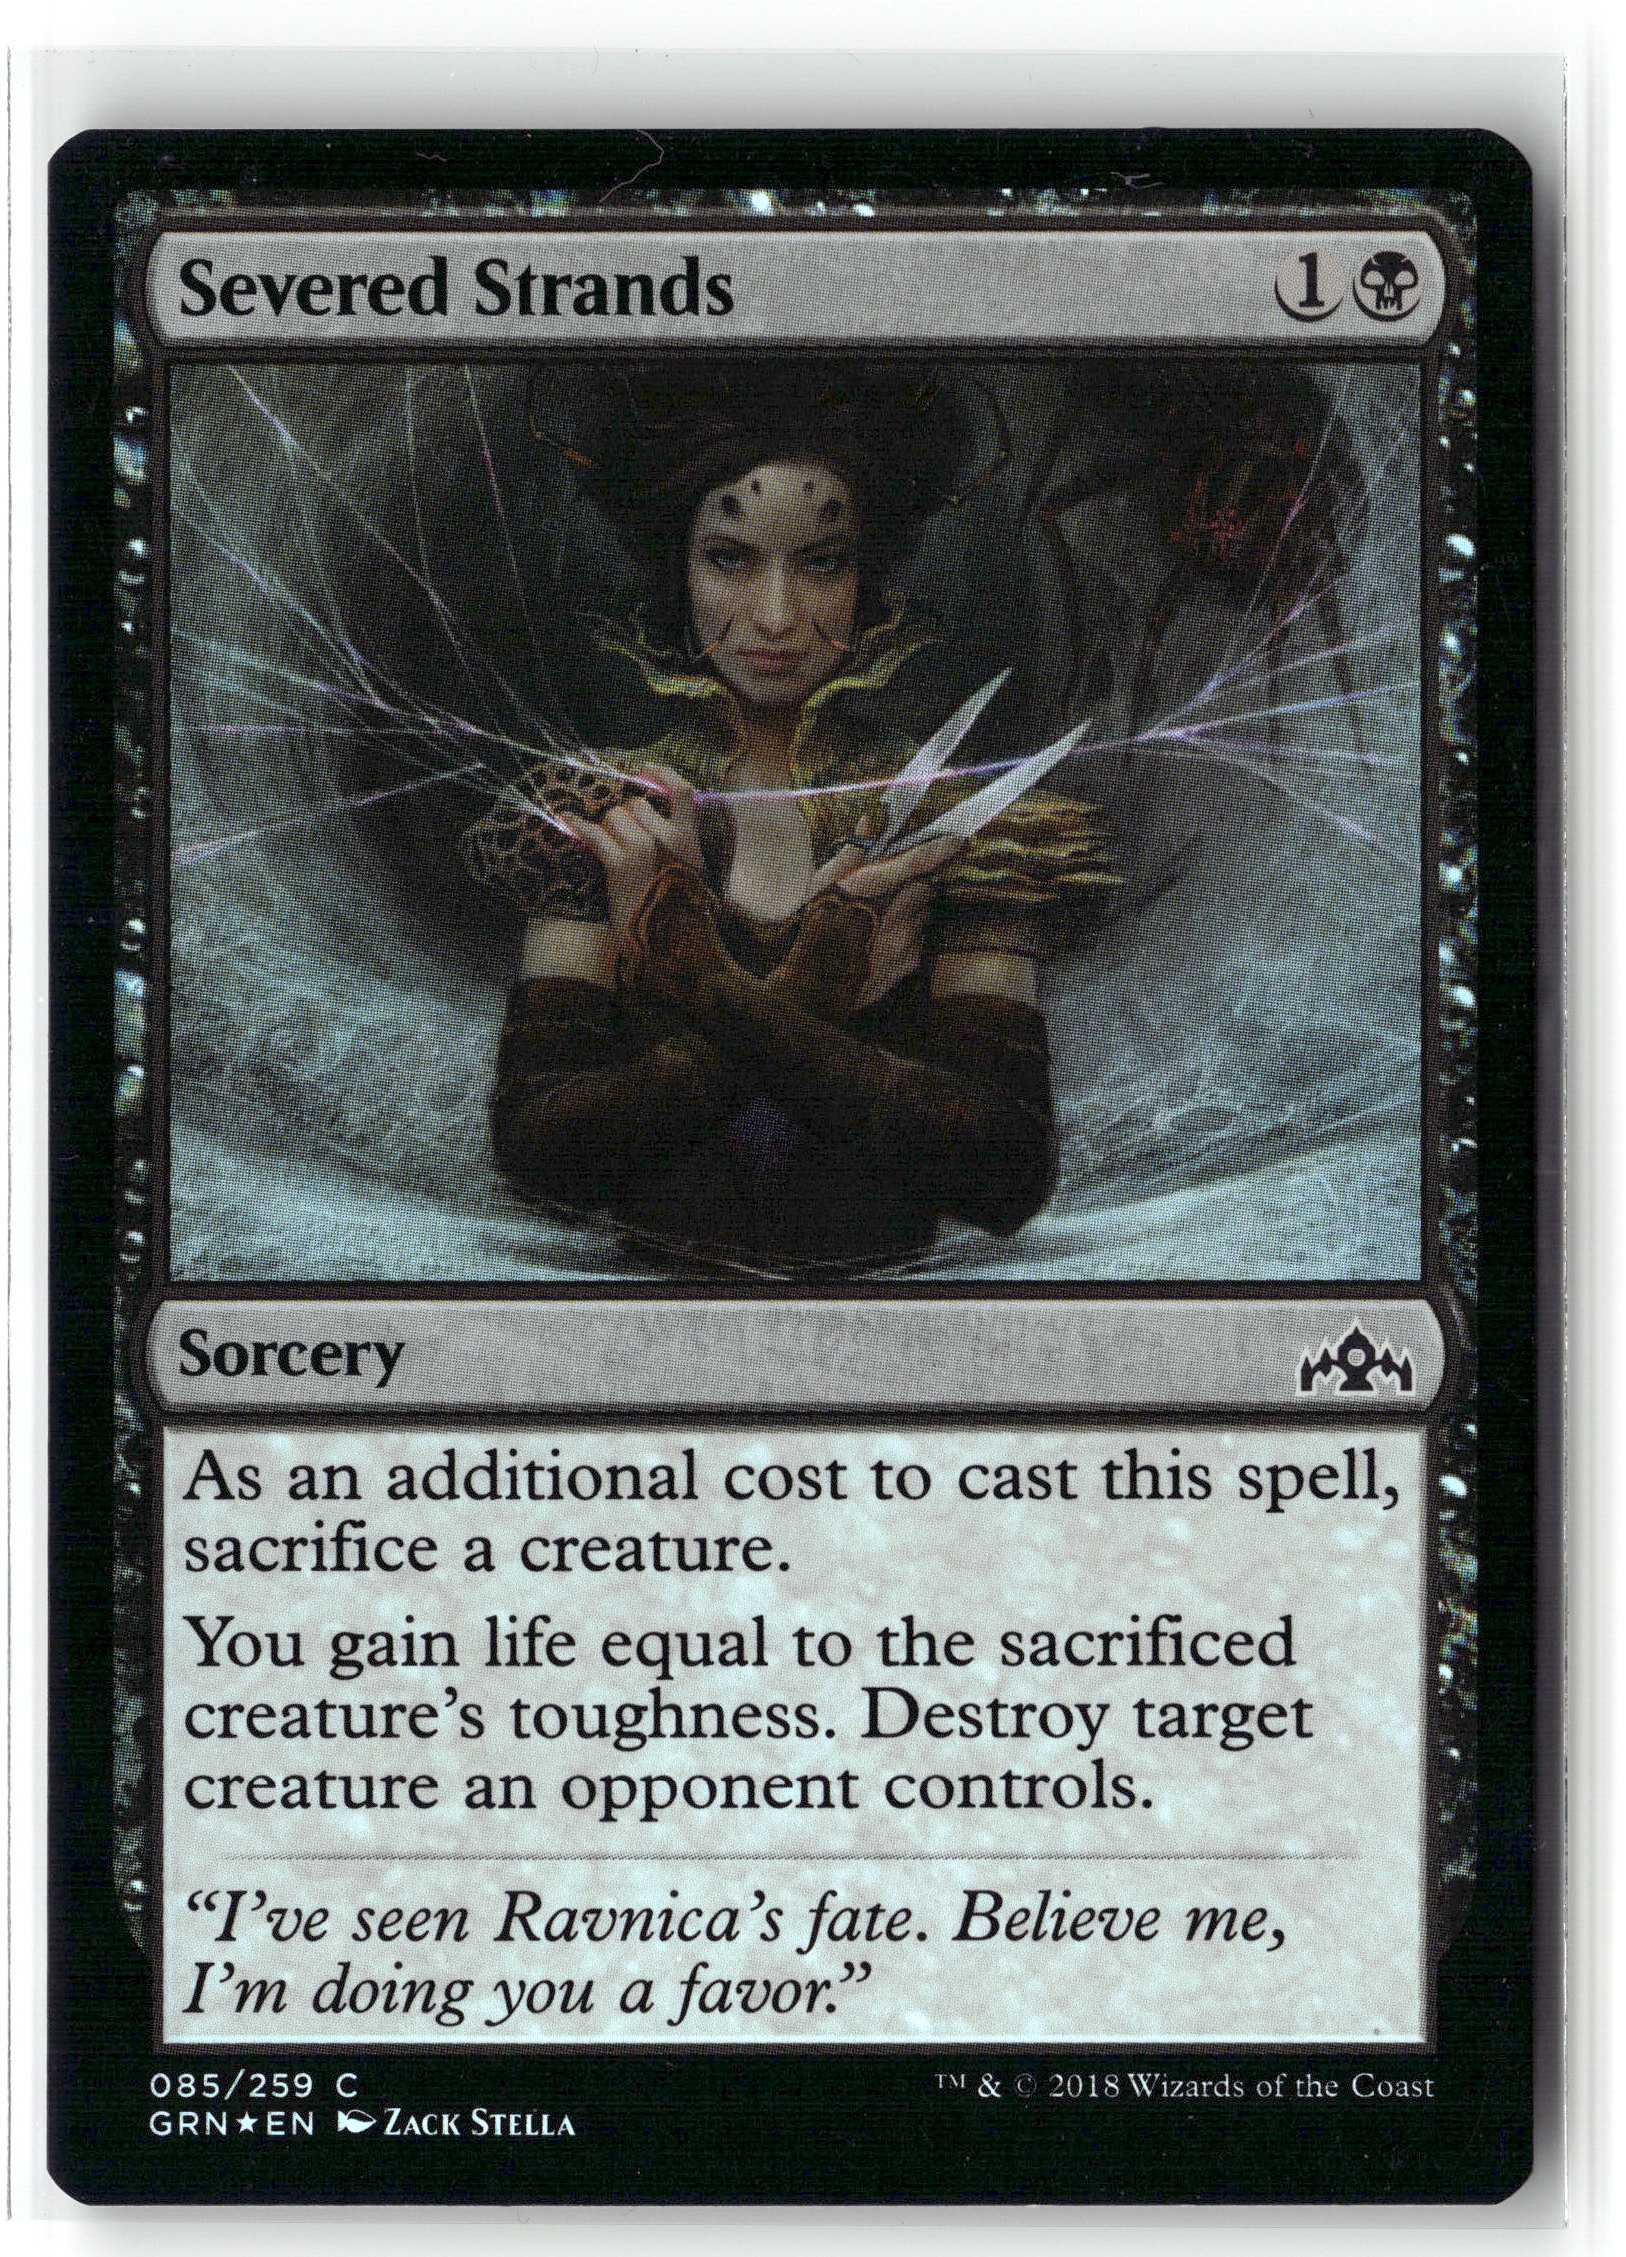 Severed Strands 1
Sorcery
As an additional cost to cast this spell,
sacrifice a creature.
You gain life equal to the sacrificed
creature's toughness. Destroy target
creature an opponent controls.
"I've seen Ravnica's fate. Believe me,
I'm doing you a favor."
085/259 C
GRN★EN Zack Stella
™ & © 2018 Wizards of the Coast